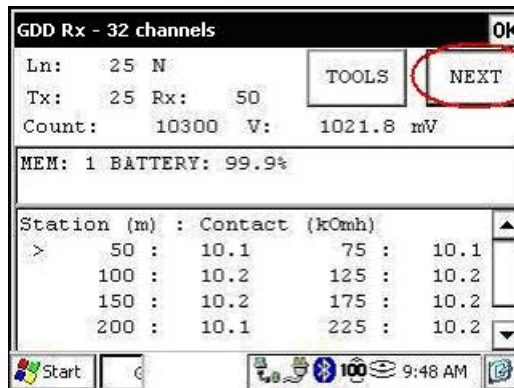 GDD Rx - 32 channels OK
Ln: 25 N
TOOLS NEXT
Tx: 25 Rx: 50
Count: 10300 V: 1021.8 mV
MEM: 1 BATTERY: 99.9%
Station (m) : Contact (kOmh)
> 50 : 10.1 75 : 10.1
100 : 10.2 125 : 10.2
150 : 10.2 175 : 10.2
200 : 10.1 225 : 10.2
Start 100 9:48 AM